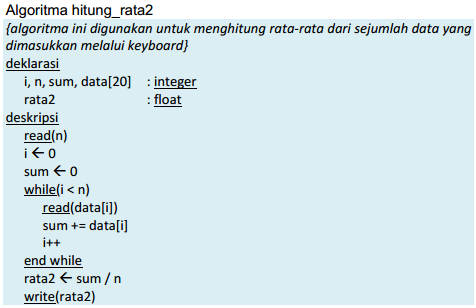 Algoritma hitung_rata2
{algoritma ini digunakan untuk menghitung rata-rata dari sejumlah data yang
dimasukkan melalui keyboard}
deklarasi
i, n, sum, data[20] : integer
rata2 : float
deskripsi
read(n)
i ← 0
sum ← 0
while(i < n)
read(data[i])
sum += data[i]
i++
end while
rata2 ← sum / n
write(rata2)